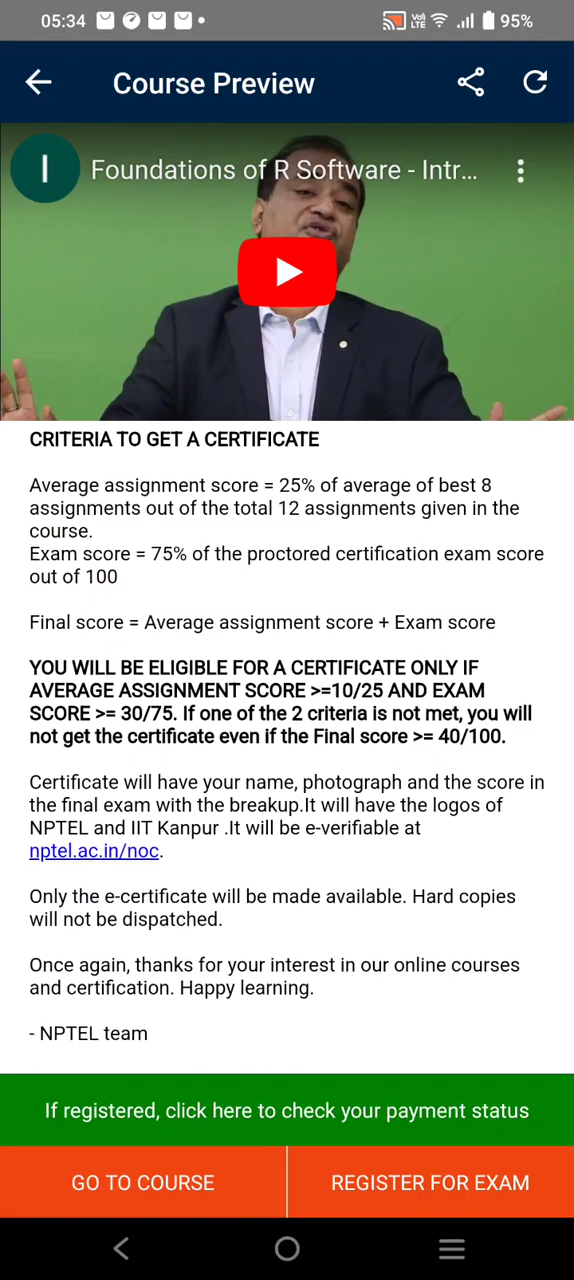 05:34
Vo) LTE
95%
Course Preview
I
Foundations of R Software - Intr...
CRITERIA TO GET A CERTIFICATE
Average assignment score = 25% of average of best 8
assignments out of the total 12 assignments given in the
course.
Exam score = 75% of the proctored certification exam score
out of 100
Final score = Average assignment score + Exam score
YOU WILL BE ELIGIBLE FOR A CERTIFICATE ONLY IF
AVERAGE ASSIGNMENT SCORE >=10/25 AND EXAM
SCORE >= 30/75. If one of the 2 criteria is not met, you will
not get the certificate even if the Final score >= 40/100.
Certificate will have your name, photograph and the score in
the final exam with the breakup.It will have the logos of
NPTEL and IIT Kanpur .It will be e-verifiable at
nptel.ac.in/noc.
Only the e-certificate will be made available. Hard copies
will not be dispatched.
Once again, thanks for your interest in our online courses
and certification. Happy learning.
- NPTEL team
If registered, click here to check your payment status
GO TO COURSE
REGISTER FOR EXAM